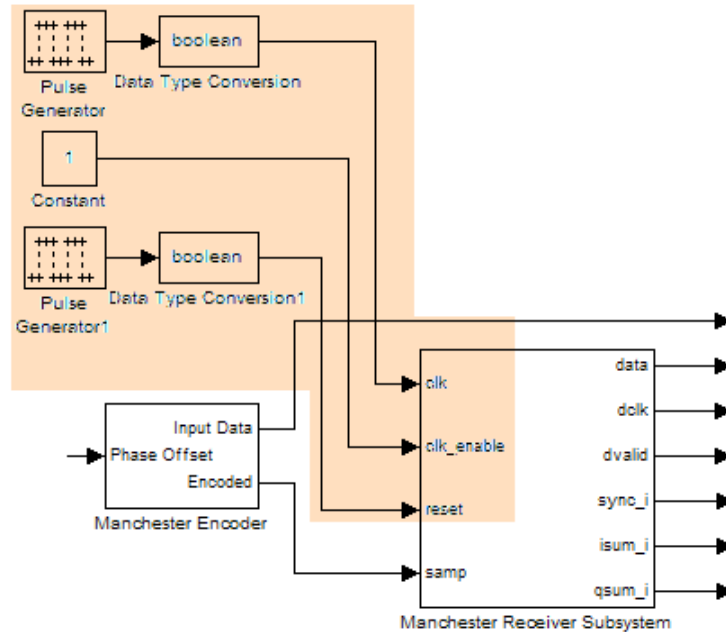 boolean
Pulse
Generator
Data Type Conversion
1
Constant
boolean
Pulse
Generator1
Data Type Conversion1
Input Data
Phase Offset
Encoded
Manchester Encoder
clk
clk_enable
reset
samp
data
dclk
dvalid
sync_i
isum_i
qsum_i
Manchester Receiver Subsystem